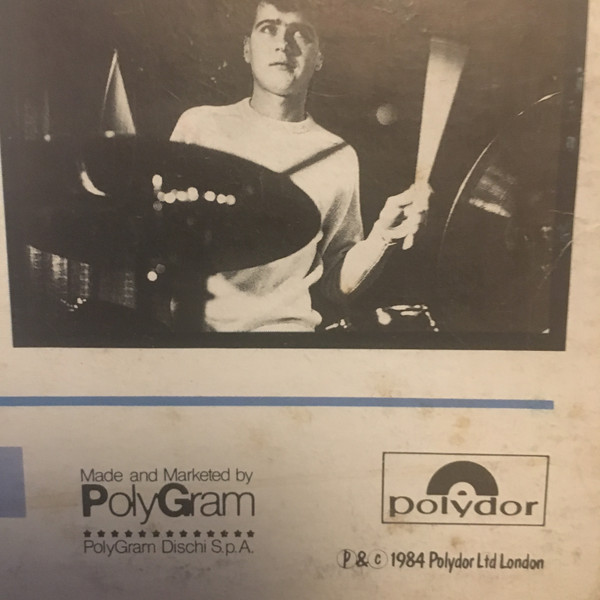 Made and Marketed by
PolyGram
PolyGram Dischi S.p.A.
polydor
℗ & © 1984 Polydor Ltd London